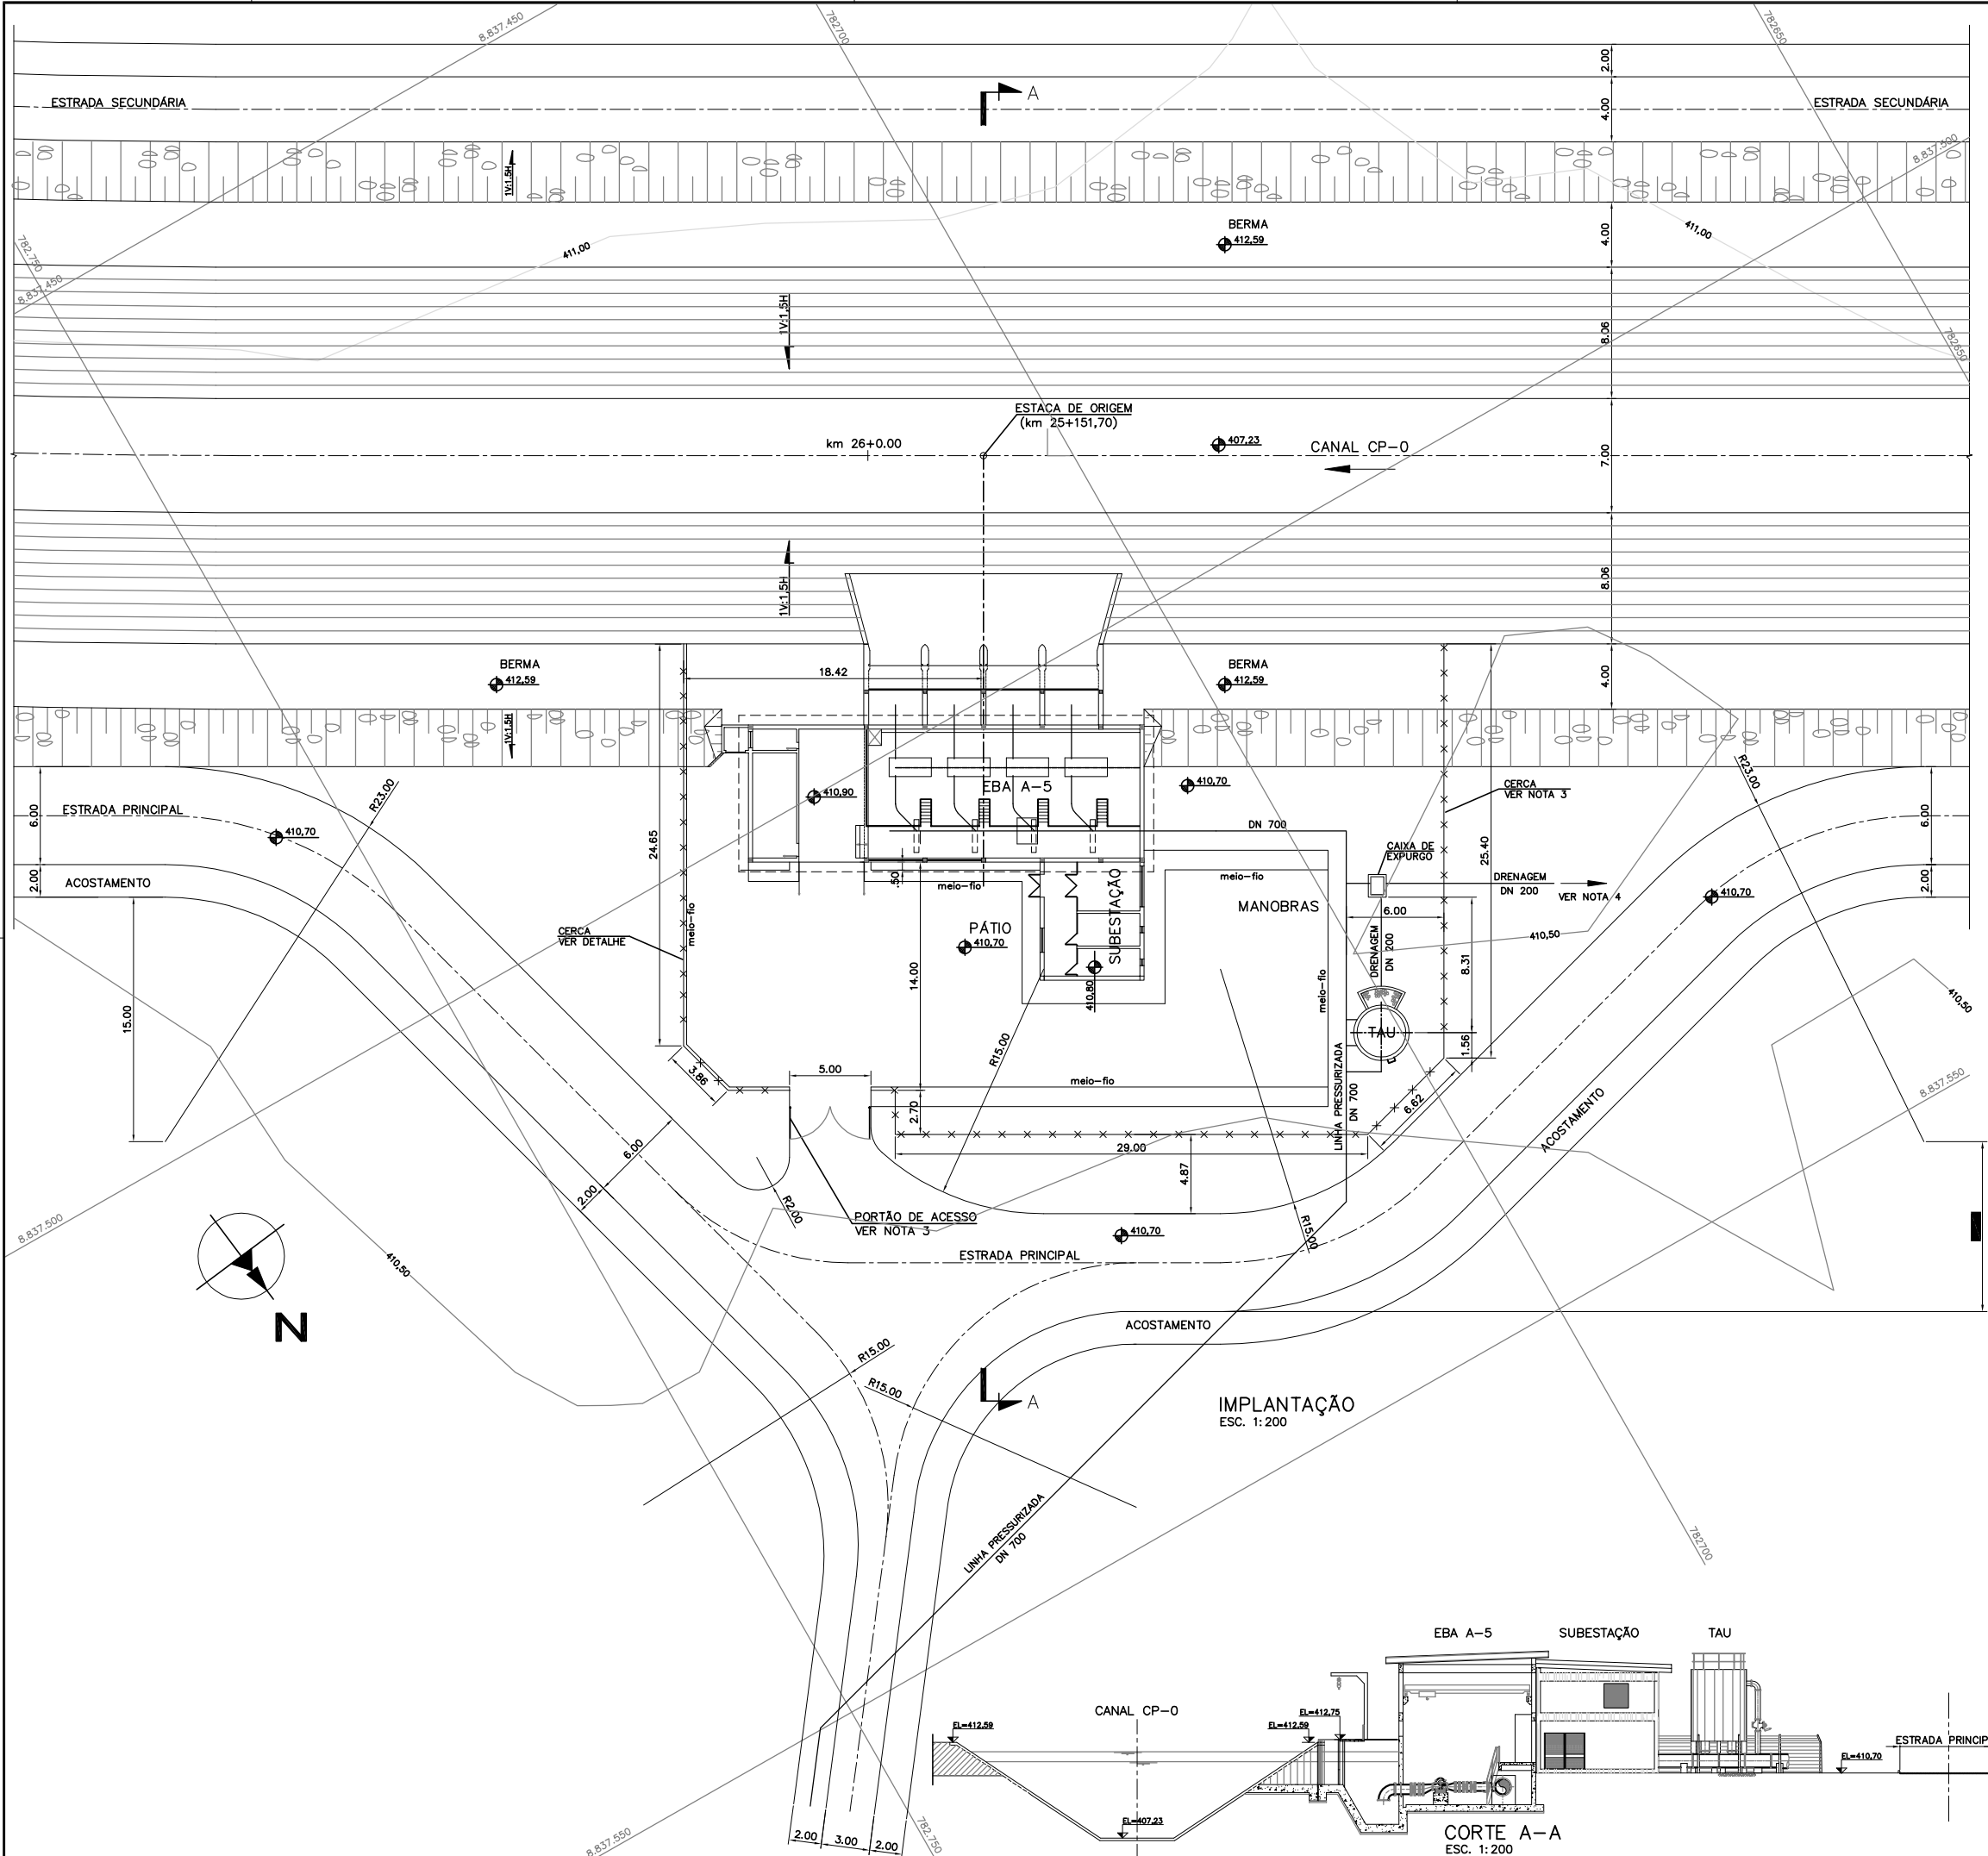 8.837.450
782700
782650
2.00
ESTRADA SECUNDÁRIA
A
4.00
ESTRADA SECUNDÁRIA
8.837.500
1V:1.5H
BERMA
412,59
4.00
411,00
411,00
782.750
8.837.450
1V:1,5H
8.06
782650
ESTACA DE ORIGEM
(km 25+151,70)
km 26+0.00
407,23
CANAL CP-0
7.00
1V:1,5H
8.06
BERMA
412,59
18.42
BERMA
412,59
4.00
1V:1.5H
R23.00
R23.00
6.00
ESTRADA PRINCIPAL
410,70
410,90
EBA A-5
410,70
CERCA
VER NOTA 3
6.00
24.65
DN 700
25.40
CAIXA DE
EXPURGO
2.00
ACOSTAMENTO
.50
meio-fio
SUBESTAÇÃO
meio-fio
DRENAGEM
DN 200
VER NOTA 4
410,70
2.00
MANOBRAS
6.00
meio-fio
CERCA
VER DETALHE
PÁTIO
410,70
DRENAGEM
DN 200
410,50
8.31
14.00
410,80
meio-fio
410,50
15.00
TAU
1.56
R15.00
3.86
5.00
meio-fio
LINHA PRESSURIZADA
DN 700
6.62
8.837.550
2.70
ACOSTAMENTO
29.00
6.00
4.87
2.00
R2.00
PORTÃO DE ACESSO
VER NOTA 3
R15.00
410,70
8.837.500
410,50
ESTRADA PRINCIPAL
N
ACOSTAMENTO
R15.00
R15.00
A
IMPLANTAÇÃO
ESC. 1:200
LINHA PRESSURIZADA
DN 700
782700
EBA A-5
SUBESTAÇÃO
TAU
CANAL CP-0
EL=412,59
EL=412,59
EL=412,75
ESTRADA PRINCIP
EL=410,70
EL=407,23
2.00
3.00
2.00
782.750
8.837.550
CORTE A-A
ESC. 1:200